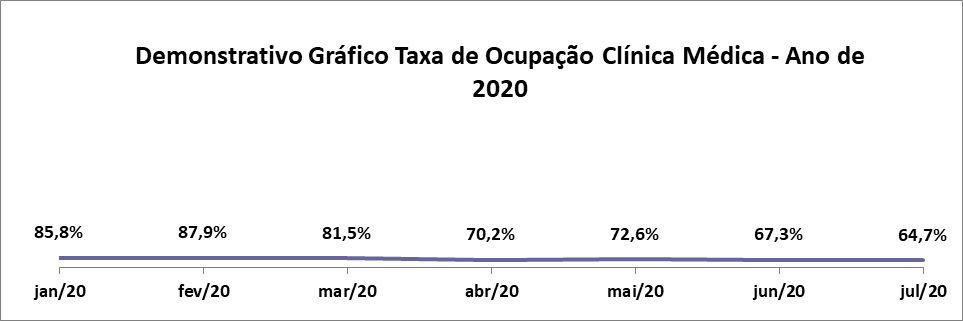 Demonstrativo Gráfico Taxa de Ocupação Clínica Médica - Ano de
2020
85,8% 87,9% 81,5% 70,2% 72,6% 67,3% 64,7%
jan/20 fev/20 mar/20 abr/20 mai/20 jun/20 jul/20